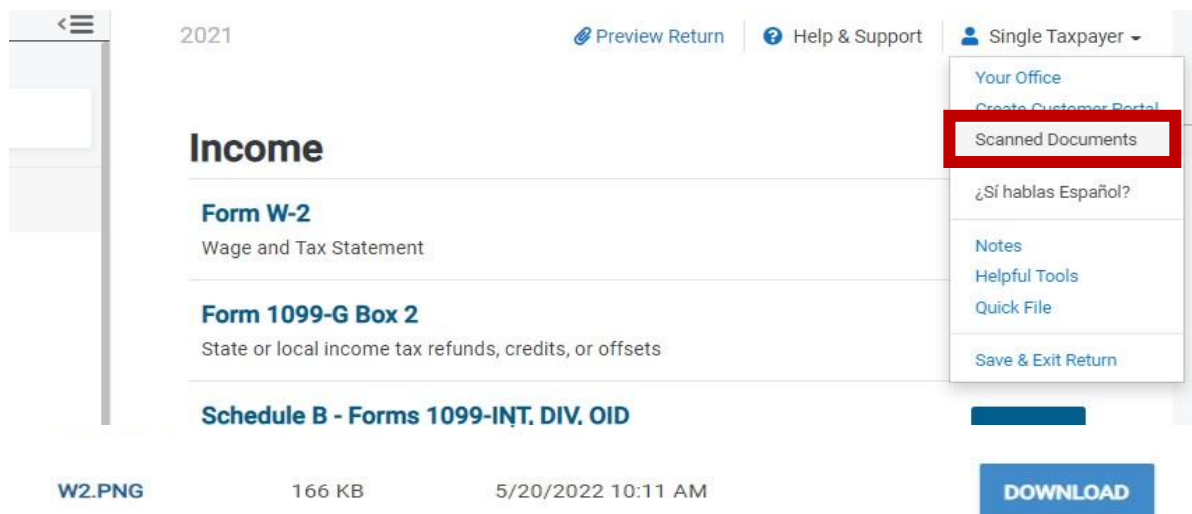 2021 Preview Return Help & Support Single Taxpayer
Your Office
Create Customer Portal
Scanned Documents
¿Sí hablas Español?
Notes
Helpful Tools
Quick File
Save & Exit Return
Income
Form W-2
Wage and Tax Statement
Form 1099-G Box 2
State or local income tax refunds, credits, or offsets
Schedule B - Forms 1099-INT, DIV, OID
W2.PNG 166 KB 5/20/2022 10:11 AM DOWNLOAD